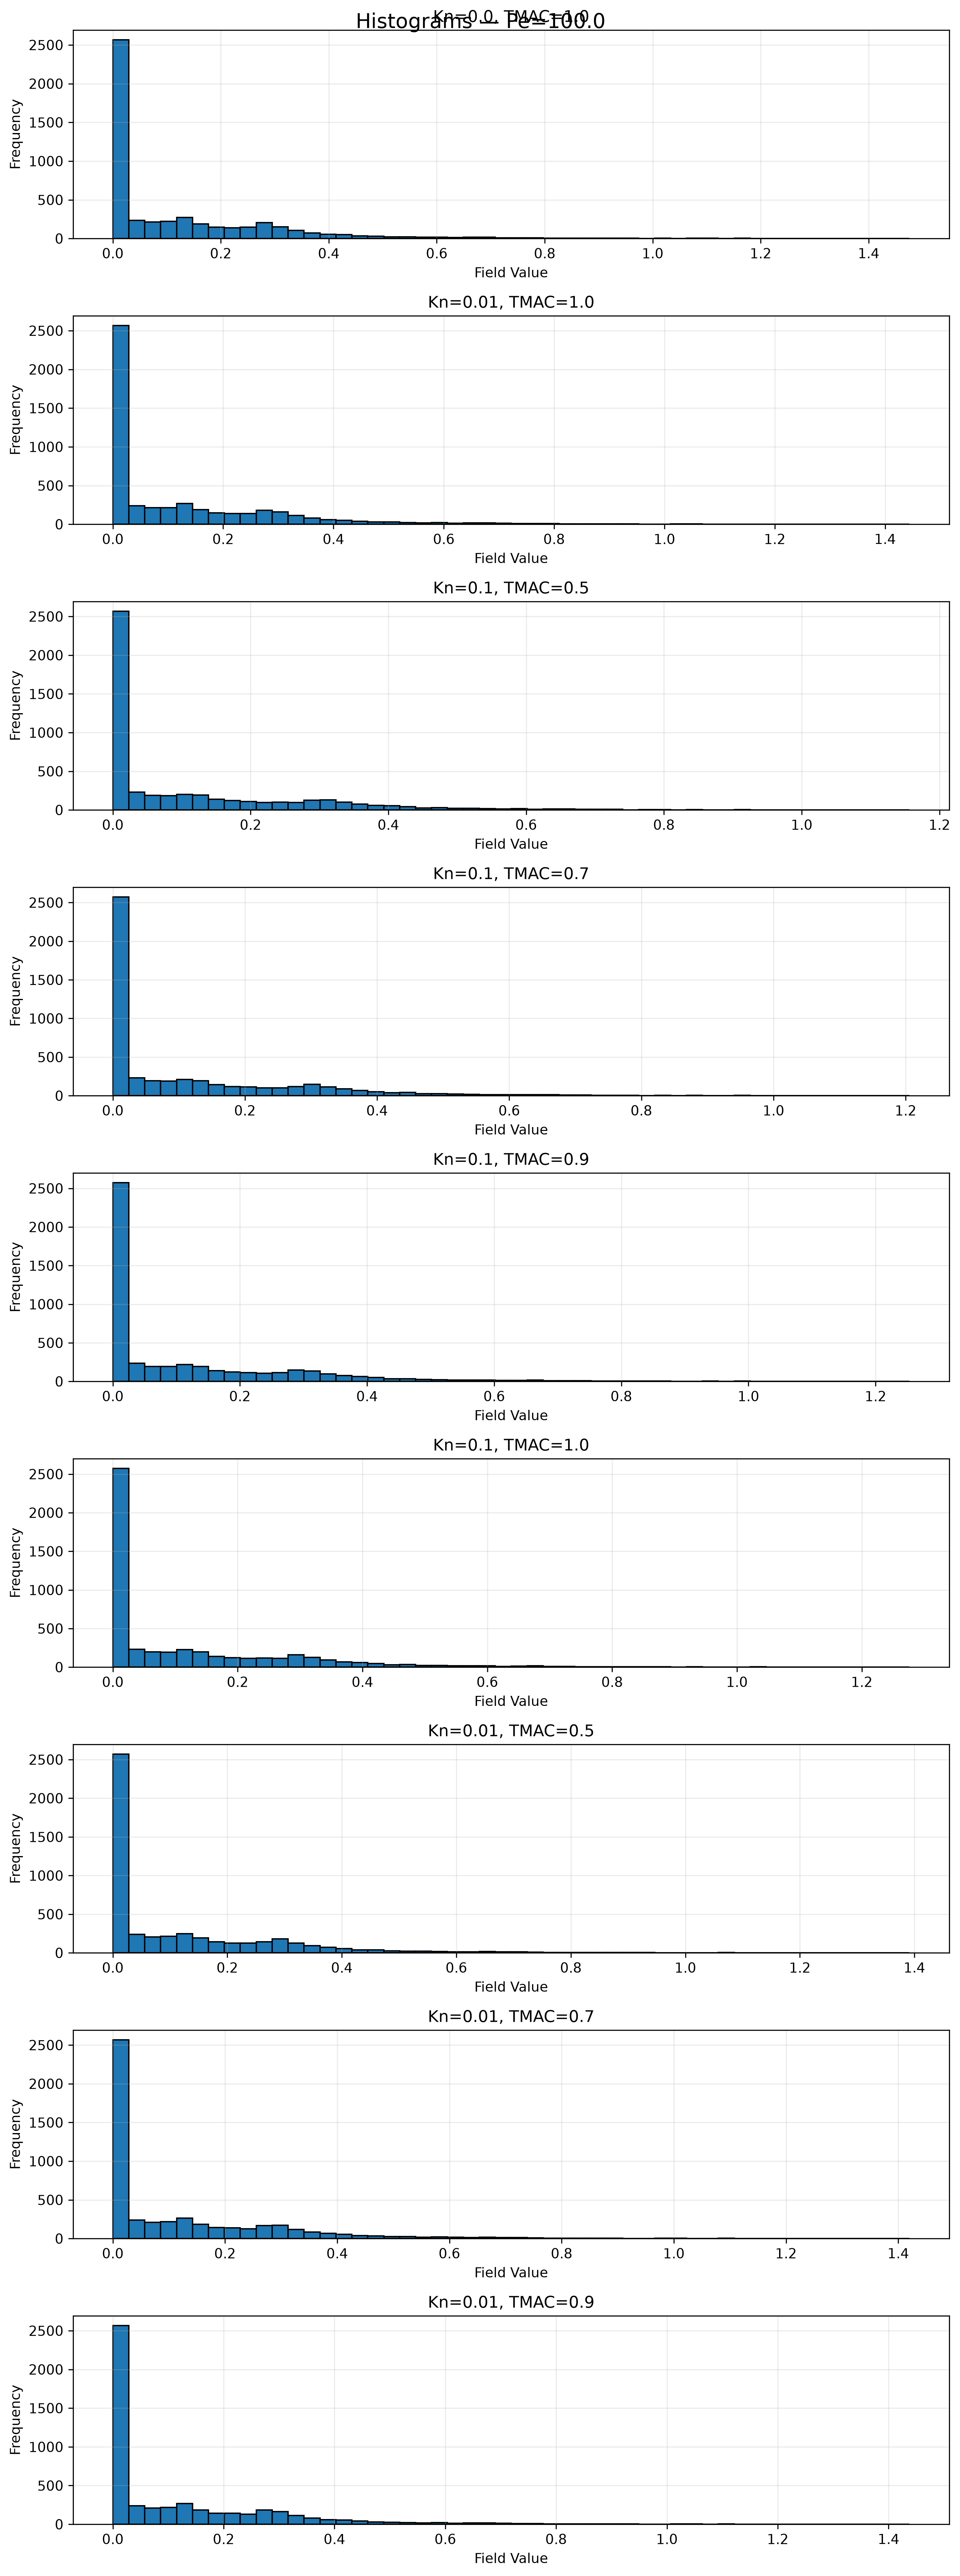 Kn=0.0, TMAC=1.0
Histograms — Pe=100.0
2500
2000
1500
1000
500
0
Frequency
0.0 0.2 0.4 0.6 0.8 1.0 1.2 1.4
Field Value
Kn=0.01, TMAC=1.0
2500
2000
1500
1000
500
0
Frequency
0.0 0.2 0.4 0.6 0.8 1.0 1.2 1.4
Field Value
Kn=0.1, TMAC=0.5
2500
2000
1500
1000
500
0
Frequency
0.0 0.2 0.4 0.6 0.8 1.0 1.2
Field Value
Kn=0.1, TMAC=0.7
2500
2000
1500
1000
500
0
Frequency
0.0 0.2 0.4 0.6 0.8 1.0 1.2
Field Value
Kn=0.1, TMAC=0.9
2500
2000
1500
1000
500
0
Frequency
0.0 0.2 0.4 0.6 0.8 1.0 1.2
Field Value
Kn=0.1, TMAC=1.0
2500
2000
1500
1000
500
0
Frequency
0.0 0.2 0.4 0.6 0.8 1.0 1.2
Field Value
Kn=0.01, TMAC=0.5
2500
2000
1500
1000
500
0
Frequency
0.0 0.2 0.4 0.6 0.8 1.0 1.2 1.4
Field Value
Kn=0.01, TMAC=0.7
2500
2000
1500
1000
500
0
Frequency
0.0 0.2 0.4 0.6 0.8 1.0 1.2 1.4
Field Value
Kn=0.01, TMAC=0.9
2500
2000
1500
1000
500
0
Frequency
0.0 0.2 0.4 0.6 0.8 1.0 1.2 1.4
Field Value